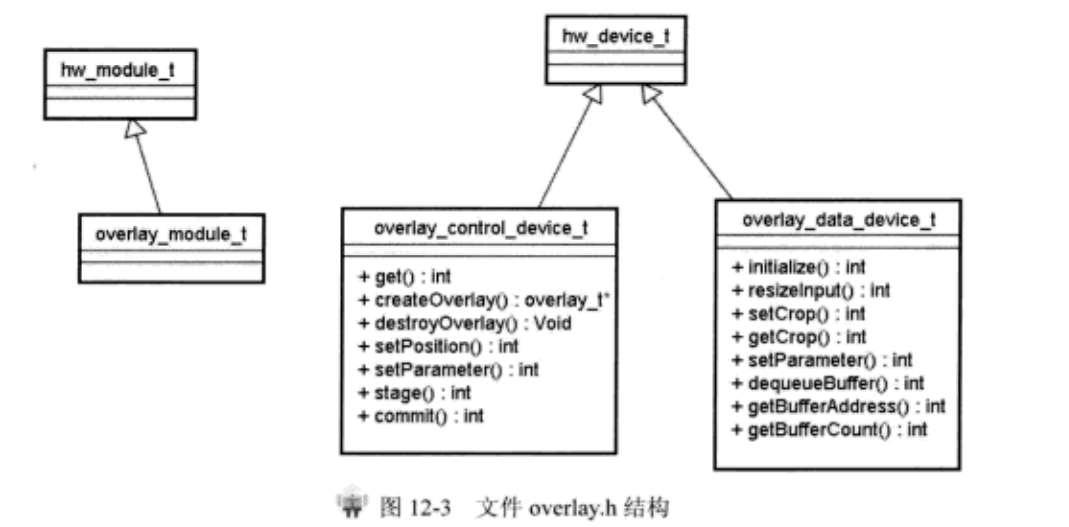 hw_device_t
hw_module_t
overlay_module_t
overlay_control_device_t
+ get() : int
+ createOverlay() : overlay_t*
+ destroyOverlay() : Void
+ setPosition() : int
+ setParameter() : int
+ stage() : int
+ commit() : int
overlay_data_device_t
+ initialize() : int
+ resizeInput() : int
+ setCrop() : int
+ getCrop() : int
+ setParameter() : int
+ dequeueBuffer() : int
+ getBufferAddress() : int
+ getBufferCount() : int
图 12-3 文件 overlay.h 结构